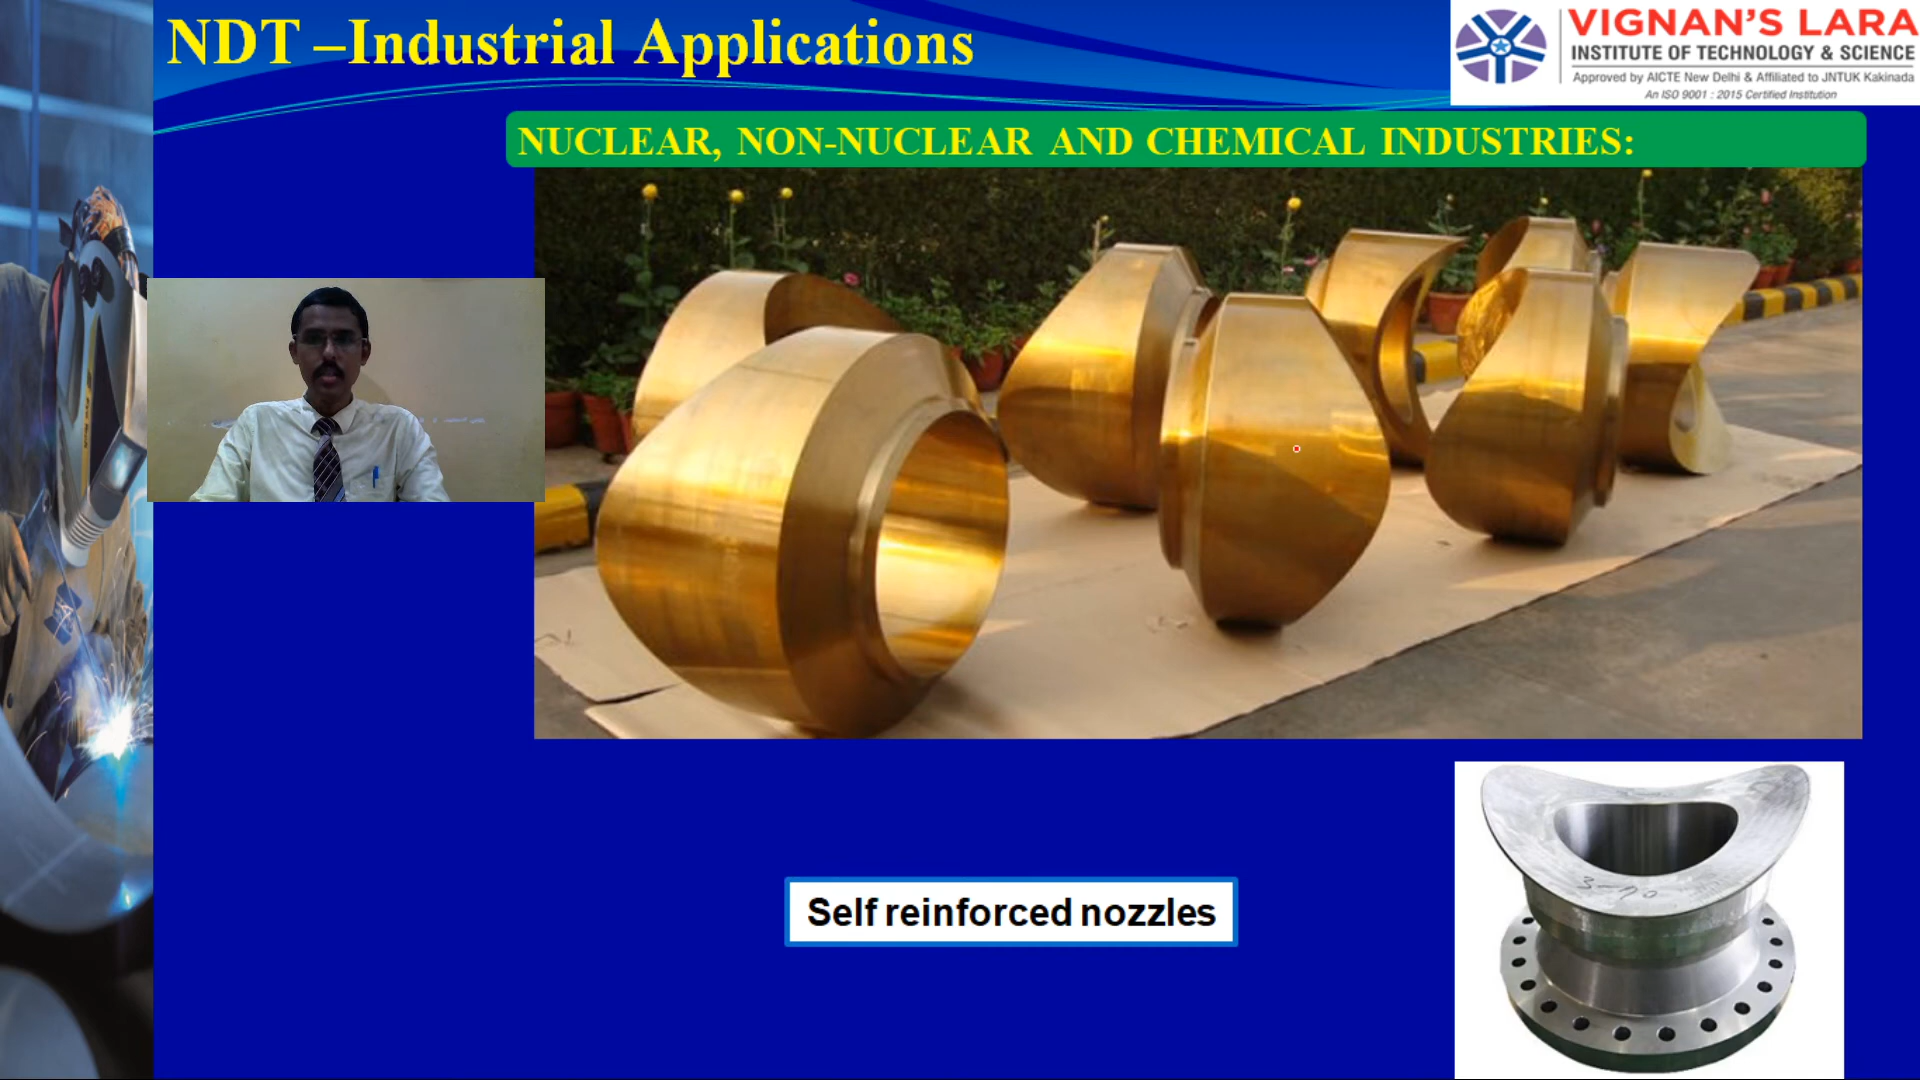 NDT –Industrial Applications
VIGNAN'S LARA
INSTITUTE OF TECHNOLOGY & SCIENCE
Approved by AICTE New Delhi & Affiliated to JNTUK Kakinada
An ISO 9001 : 2015 Certified Institution
NUCLEAR, NON-NUCLEAR AND CHEMICAL INDUSTRIES:
Self reinforced nozzles